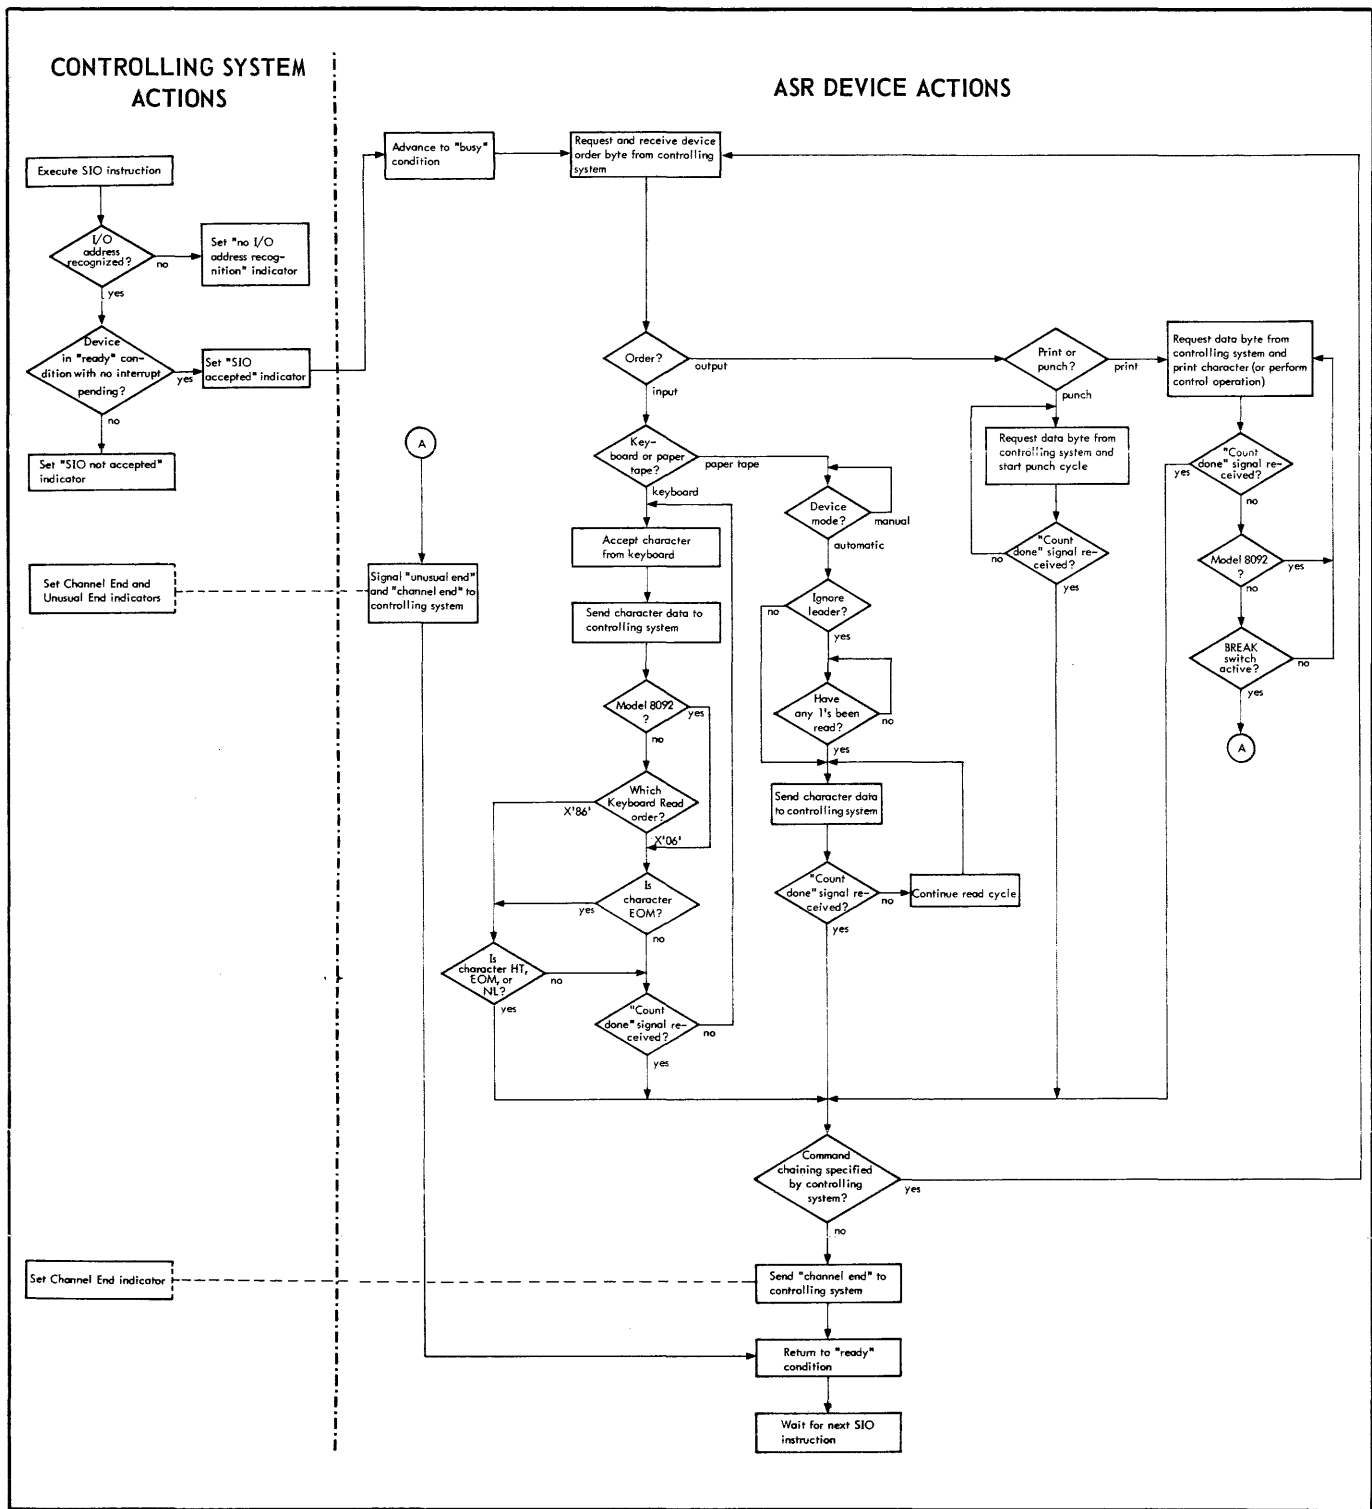 CONTROLLING SYSTEM
ACTIONS
ASR DEVICE ACTIONS
Execute SIO instruction
I/O
address
recognized?
no
yes
Set "no I/O
address recog-
nition" indicator
Device
in "ready" con-
dition with no interrupt
pending?
yes
no
Set "SIO
accepted" indicator
Set "SIO not accepted"
indicator
Advance to "busy"
condition
Request and receive device
order byte from controlling
system
Order?
output
input
Key-
board or paper
tape?
paper tape
keyboard
Accept character
from keyboard
Send character data to
controlling system
Model 8092
?
yes
no
Which
Keyboard Read
order?
X'86'
X'06'
Is
character
EOM?
yes
no
Is
character HT,
EOM, or
NL?
no
yes
"Count
done" signal re-
ceived?
no
yes
Device
mode?
manual
automatic
Ignore
leader?
no
yes
Have
any 1's been
read?
no
yes
Send character data
to controlling system
"Count
done" signal re-
ceived?
no
yes
Continue read cycle
Print or
punch?
print
punch
Request data byte from
controlling system and
start punch cycle
"Count
done" signal re-
ceived?
no
yes
Request data byte from
controlling system and
print character (or perform
control operation)
"Count
done" signal re-
ceived?
yes
no
Model 8092
?
yes
no
BREAK
switch
active?
no
yes
A
A
Signal "unusual end"
and "channel end" to
controlling system
Set Channel End and
Unusual End indicators
Command
chaining specified
by controlling
system?
yes
no
Set Channel End indicator
Send "channel end" to
controlling system
Return to "ready"
condition
Wait for next SIO
instruction